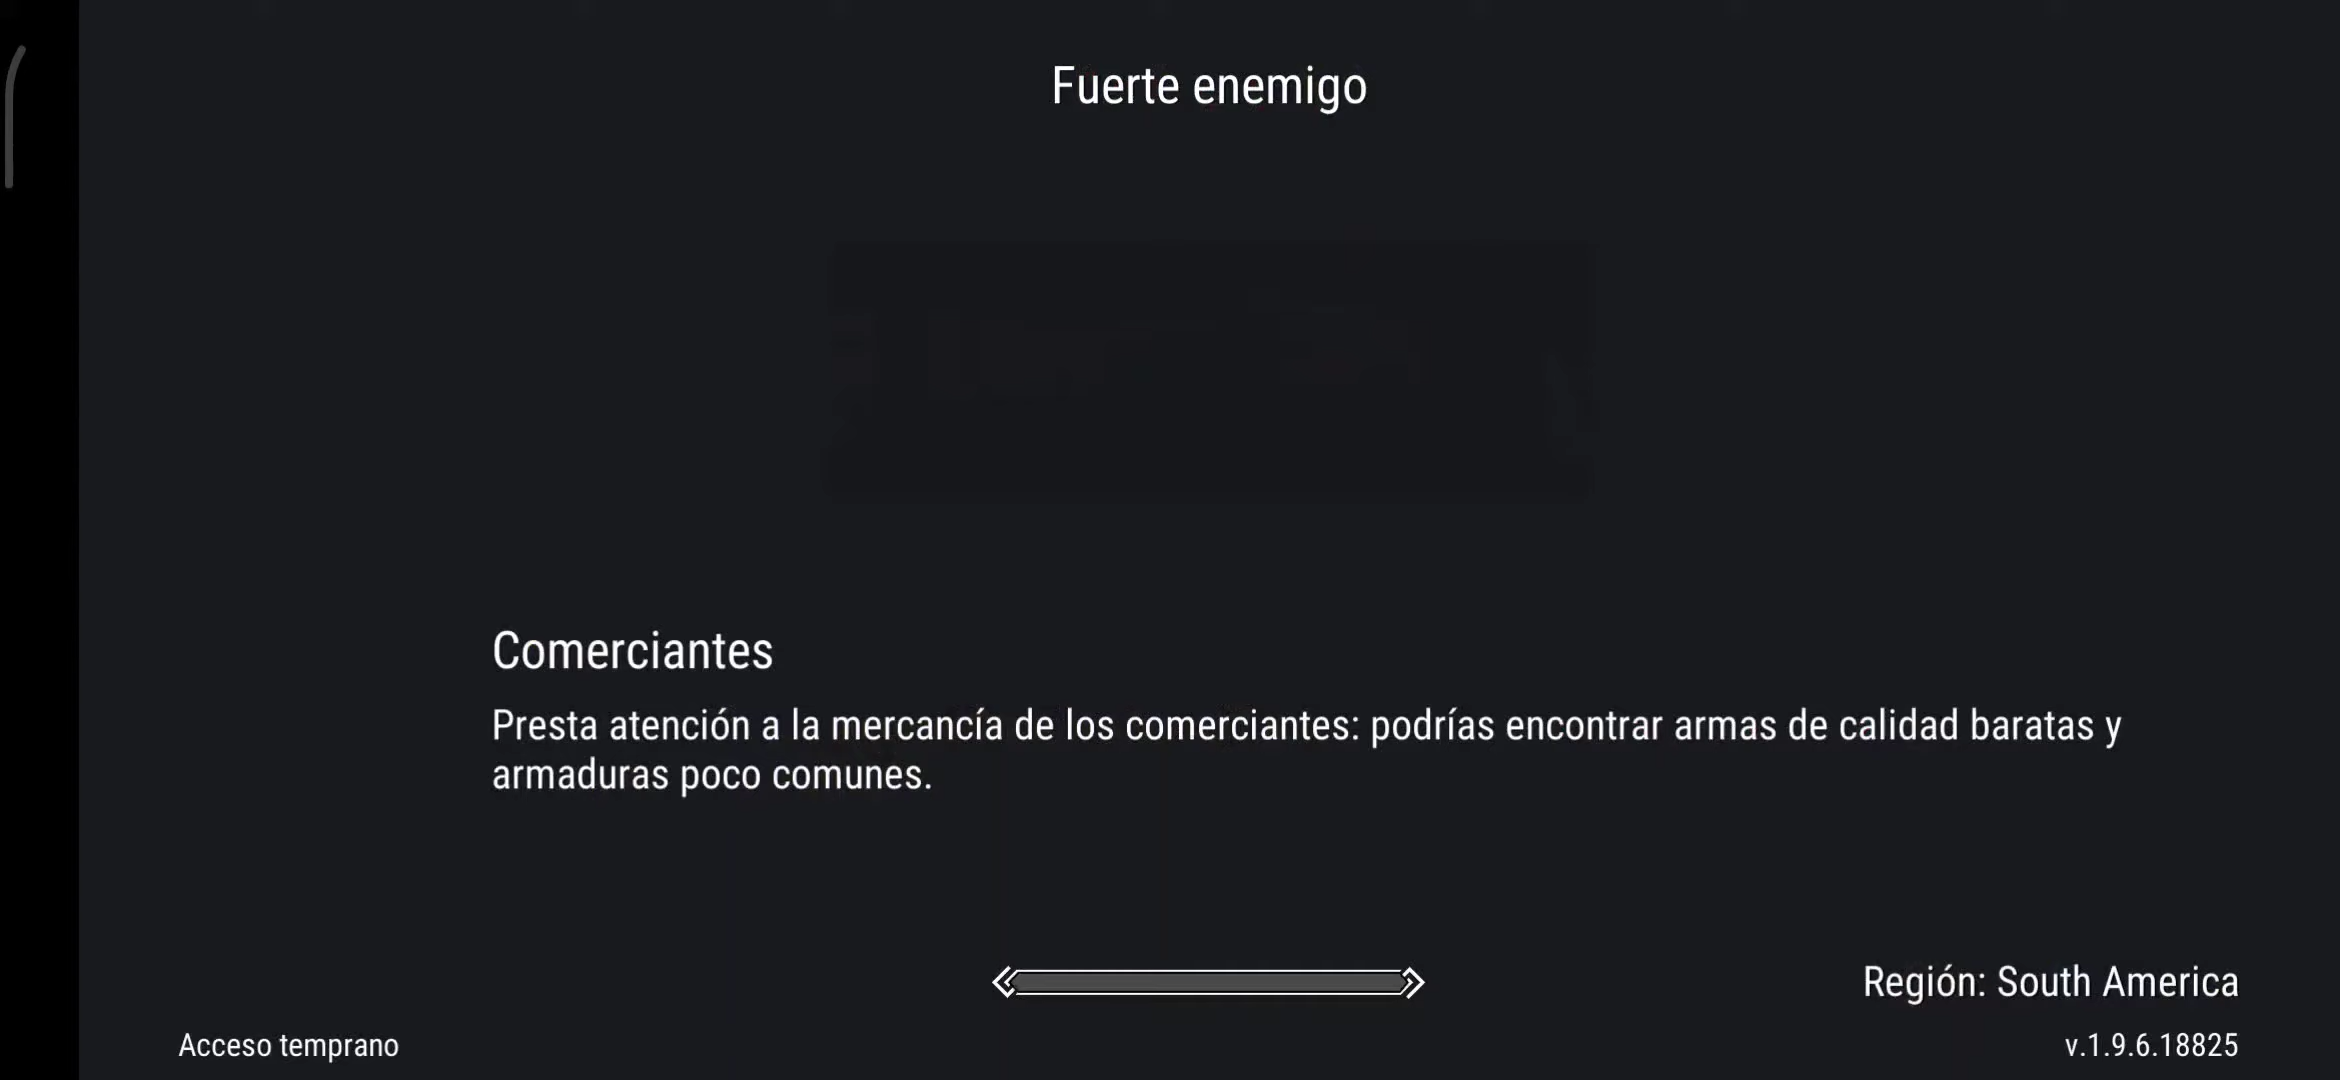 Fuerte enemigo
Comerciantes
Presta atención a la mercancía de los comerciantes: podrías encontrar armas de calidad baratas y
armaduras poco comunes.
Región: South America
Acceso temprano
v.1.9.6.18825